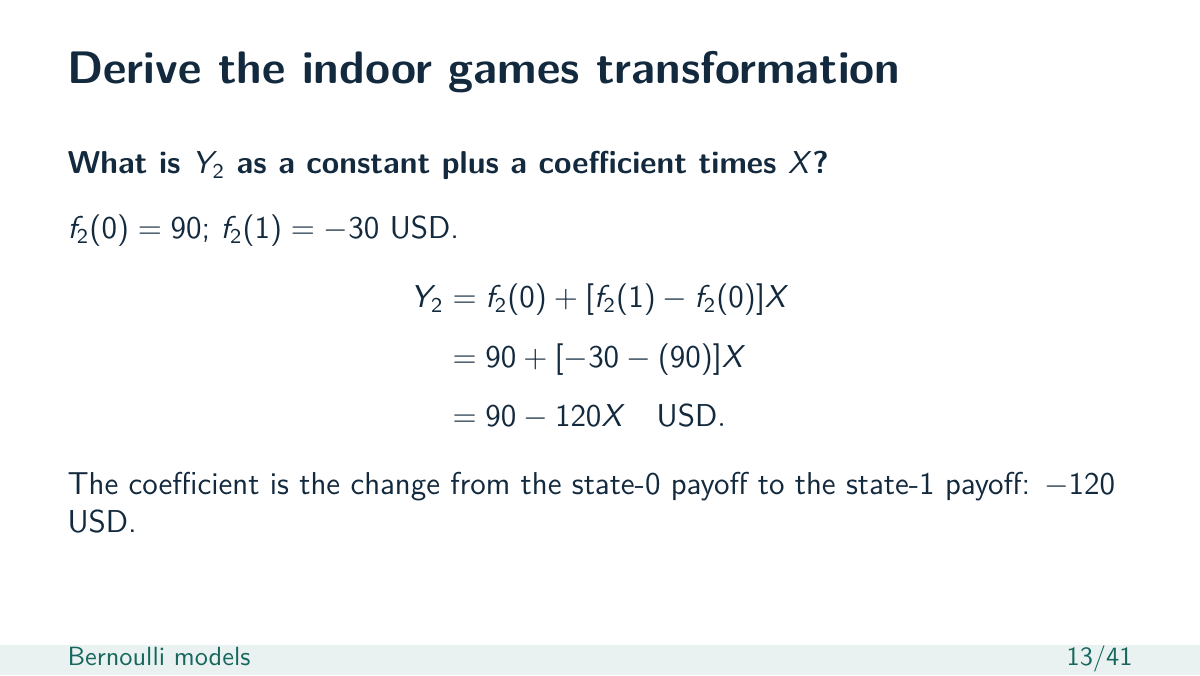 Derive the indoor games transformation
What is Y₂ as a constant plus a coefficient times X?
f₂(0) = 90; f₂(1) = −30 USD.
Y₂ = f₂(0) + [f₂(1) − f₂(0)]X
= 90 + [−30 − (90)]X
= 90 − 120X USD.
The coefficient is the change from the state-0 payoff to the state-1 payoff: −120
USD.
Bernoulli models 13/41